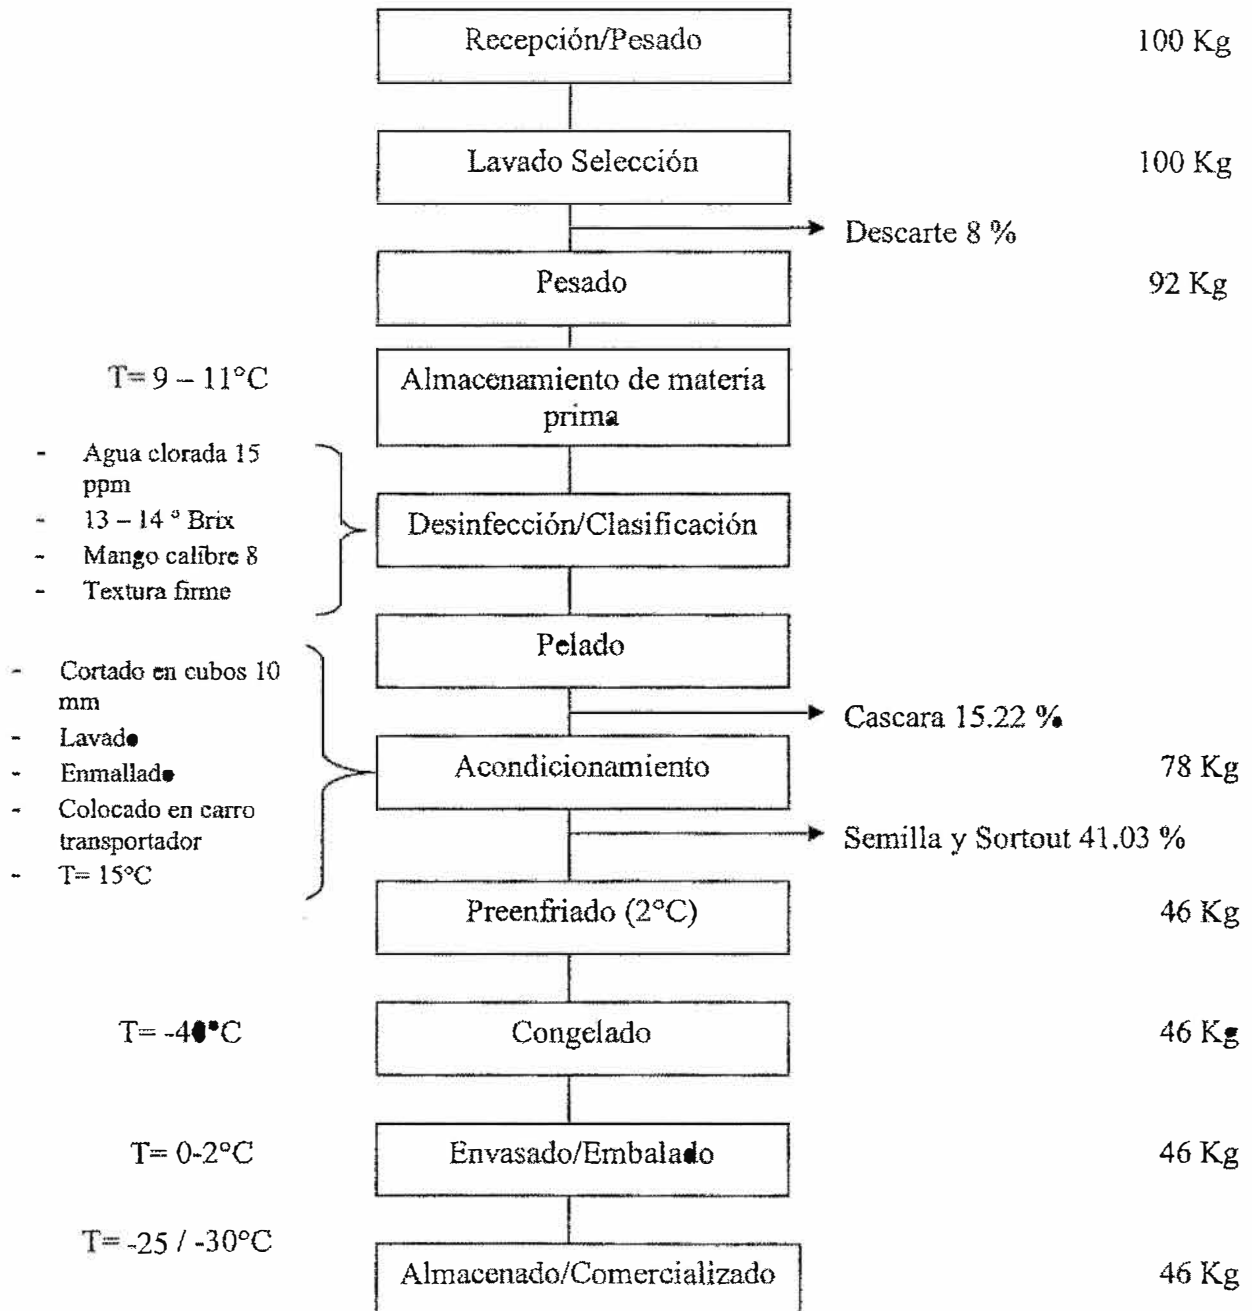 Recepción/Pesado 100 Kg
Lavado Selección 100 Kg
Descarte 8 %
Pesado 92 Kg
T= 9 – 11°C
Almacenamiento de materia
prima
- Agua clorada 15
ppm
- 13 – 14 ° Brix
- Mango calibre 8
- Textura firme
Desinfección/Clasificación
Pelado
- Cortado en cubos 10
mm
- Lavado
- Enmallado
- Colocado en carro
transportador
- T= 15°C
Cascara 15.22 %
Acondicionamiento 78 Kg
Semilla y Sortout 41.03 %
Preenfriado (2°C) 46 Kg
T= -40°C Congelado 46 Kg
T= 0-2°C Envasado/Embalado 46 Kg
T= -25 / -30°C
Almacenado/Comercializado 46 Kg